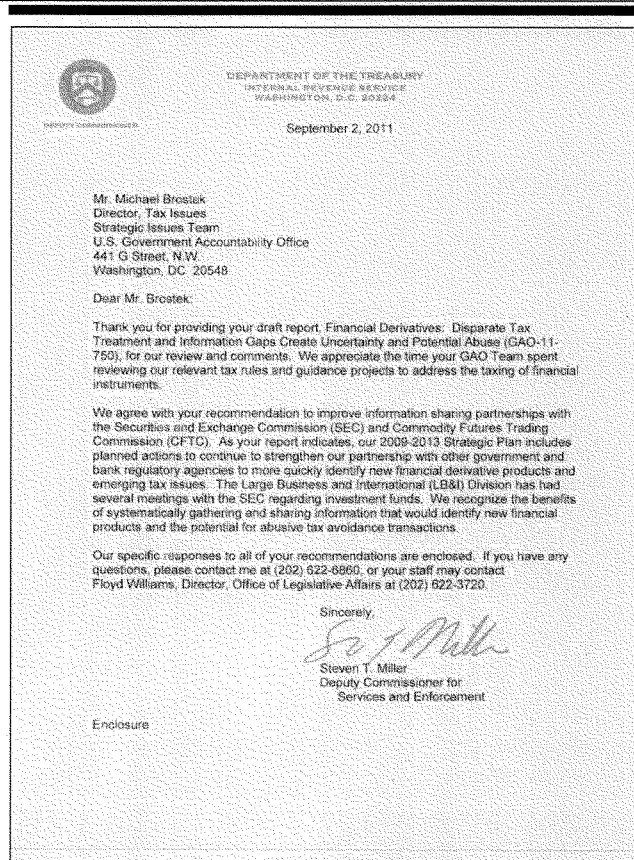 DEPARTMENT OF THE TREASURY
INTERNAL REVENUE SERVICE
WASHINGTON, D.C. 20224
DEPUTY COMMISSIONER
September 2, 2011
Mr. Michael Brostek
Director, Tax Issues
Strategic Issues Team
U.S. Government Accountability Office
441 G Street, N.W.
Washington, DC 20548
Dear Mr. Brostek:
Thank you for providing your draft report, Financial Derivatives: Disparate Tax
Treatment and Information Gaps Create Uncertainty and Potential Abuse (GAO-11-
750), for our review and comments. We appreciate the time your GAO Team spent
reviewing our relevant tax rules and guidance projects to address the taxing of financial
instruments.
We agree with your recommendation to improve information sharing partnerships with
the Securities and Exchange Commission (SEC) and Commodity Futures Trading
Commission (CFTC). As your report indicates, our 2009-2013 Strategic Plan includes
planned actions to continue to strengthen our partnership with other government and
bank regulatory agencies to more quickly identify new financial derivative products and
emerging tax issues. The Large Business and International (LB&I) Division has had
several meetings with the SEC regarding investment funds. We recognize the benefits
of systematically gathering and sharing information that would identify new financial
products and the potential for abusive tax avoidance transactions.
Our specific responses to all of your recommendations are enclosed. If you have any
questions, please contact me at (202) 622-6860, or your staff may contact
Floyd Williams, Director, Office of Legislative Affairs at (202) 622-3720.
Sincerely,
Steven T. Miller
Deputy Commissioner for
Services and Enforcement
Enclosure